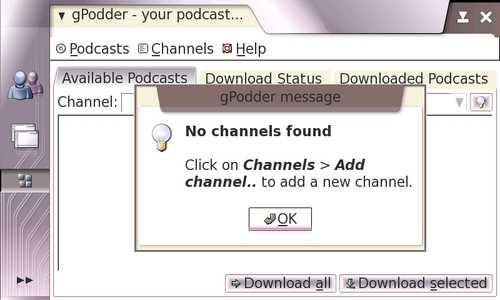 gPodder - your podcast...
Podcasts Channels Help
Available Podcasts Download Status Downloaded Podcasts
Channel:
gPodder message
No channels found
Click on Channels > Add
channel.. to add a new channel.
OK
Download all Download selected